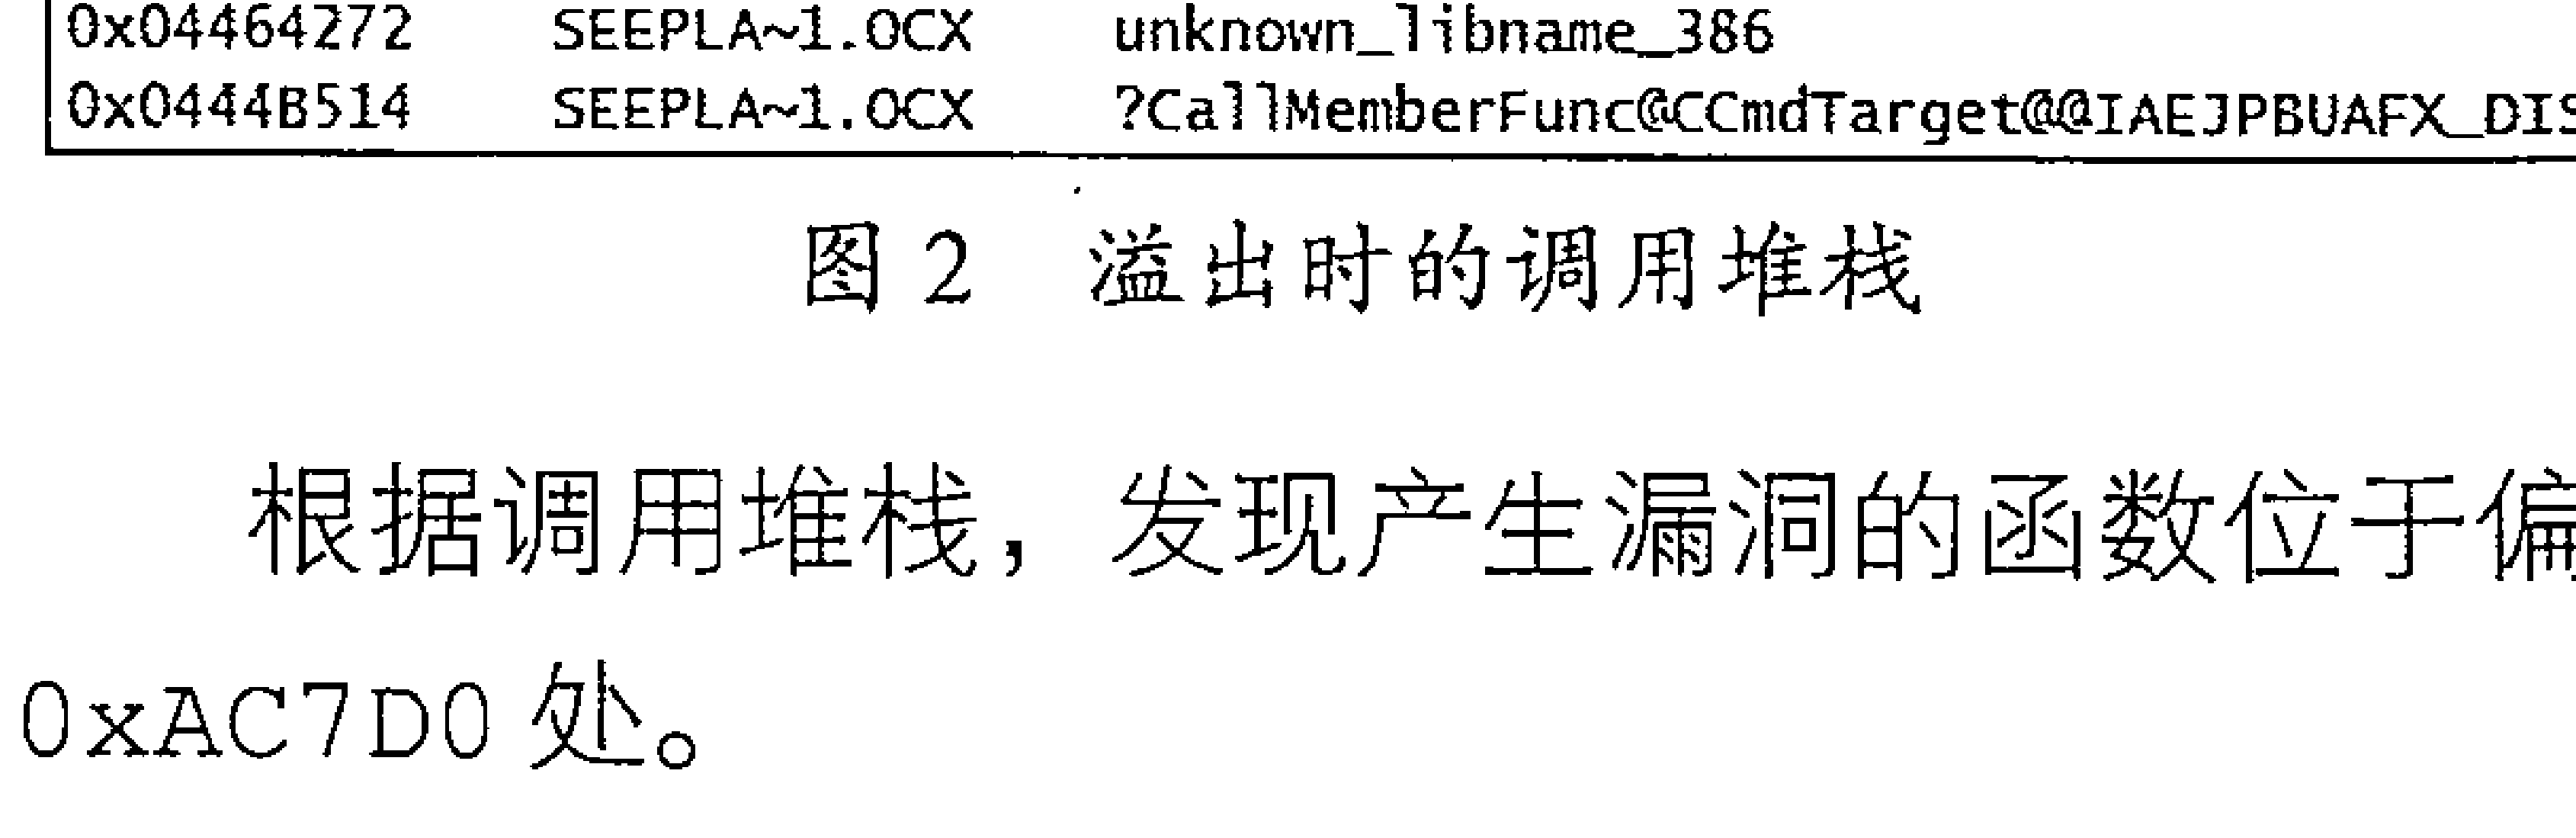 0x04464272 SEEPLA~1.OCX unknown_libname_386
0x0444B514 SEEPLA~1.OCX ?CallMemberFunc@CCmdTarget@@IAEJPBUAFX_DIS
图 2 溢出时的调用堆栈
根据调用堆栈，发现产生漏洞的函数位于偏
0xAC7D0 处。